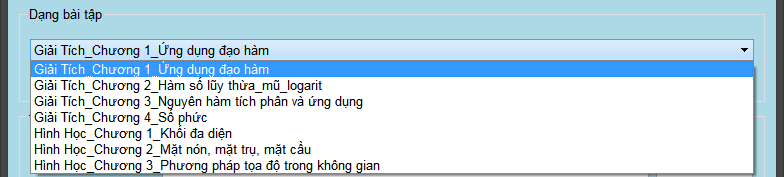 Dạng bài tập
Giải Tích_Chương 1_Ứng dụng đạo hàm
Giải Tích_Chương 1_Ứng dụng đạo hàm
Giải Tích_Chương 2_Hàm số lũy thừa_mũ_logarit
Giải Tích_Chương 3_Nguyên hàm tích phân và ứng dụng
Giải Tích_Chương 4_Số phức
Hình Học_Chương 1_Khối đa diện
Hình Học_Chương 2_Mặt nón, mặt trụ, mặt cầu
Hình Học_Chương 3_Phương pháp tọa độ trong không gian